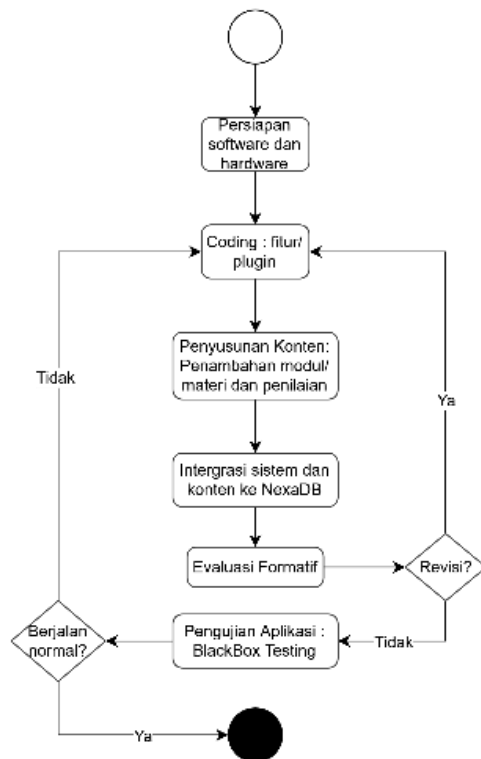 Persiapan
software dan
hardware
Coding : fitur/
plugin
Penyusunan Konten:
Penambahan modul/
materi dan penilaian
Tidak
Ya
Intergrasi sistem dan
konten ke NexaDB
Evaluasi Formatif
Revisi?
Berjalan
normal?
Pengujian Aplikasi :
BlackBox Testing
Tidak
Ya